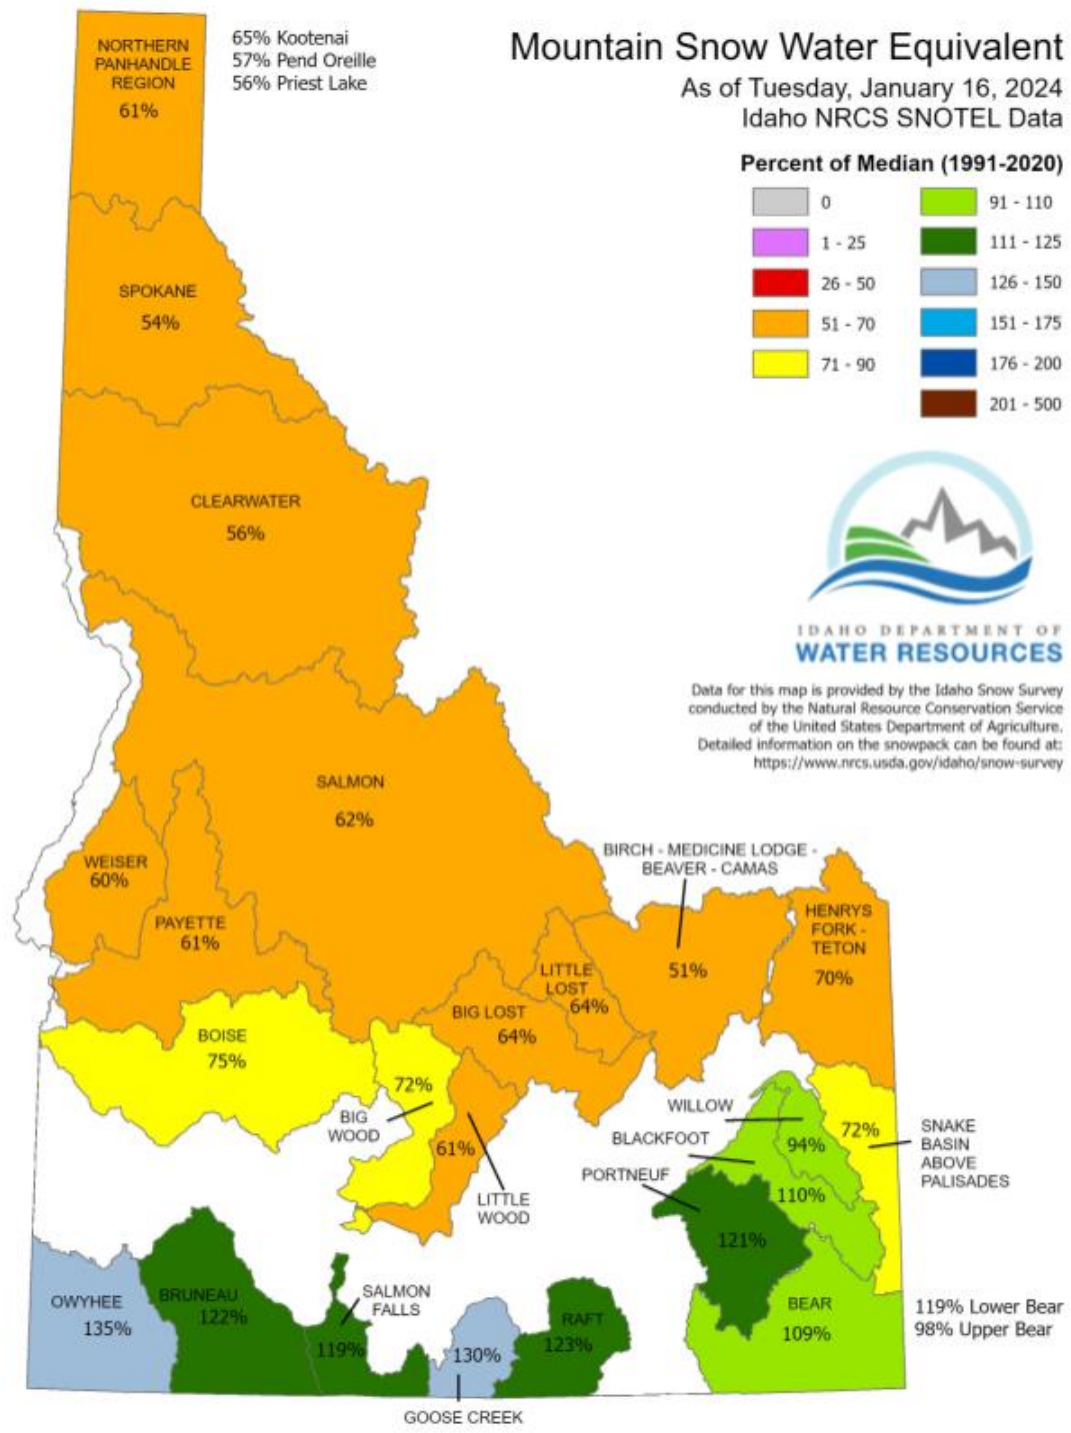 Mountain Snow Water Equivalent
As of Tuesday, January 16, 2024
Idaho NRCS SNOTEL Data
Percent of Median (1991-2020)
0
1 - 25
26 - 50
51 - 70
71 - 90
91 - 110
111 - 125
126 - 150
151 - 175
176 - 200
201 - 500
IDAHO DEPARTMENT OF
WATER RESOURCES
Data for this map is provided by the Idaho Snow Survey
conducted by the Natural Resource Conservation Service
of the United States Department of Agriculture.
Detailed information on the snowpack can be found at:
https://www.nrcs.usda.gov/idaho/snow-survey
NORTHERN
PANHANDLE
REGION
61%
65% Kootenai
57% Pend Oreille
56% Priest Lake
SPOKANE
54%
CLEARWATER
56%
SALMON
62%
WEISER
60%
PAYETTE
61%
BIRCH - MEDICINE LODGE -
BEAVER - CAMAS
51%
HENRYS
FORK -
TETON
70%
LITTLE
LOST
64%
BIG LOST
64%
BOISE
75%
72%
BIG
WOOD
61%
LITTLE
WOOD
WILLOW
94%
BLACKFOOT
110%
PORTNEUF
121%
72%
SNAKE
BASIN
ABOVE
PALISADES
OWYHEE
135%
BRUNEAU
122%
SALMON
FALLS
119%
130%
GOOSE CREEK
RAFT
123%
BEAR
109%
119% Lower Bear
98% Upper Bear